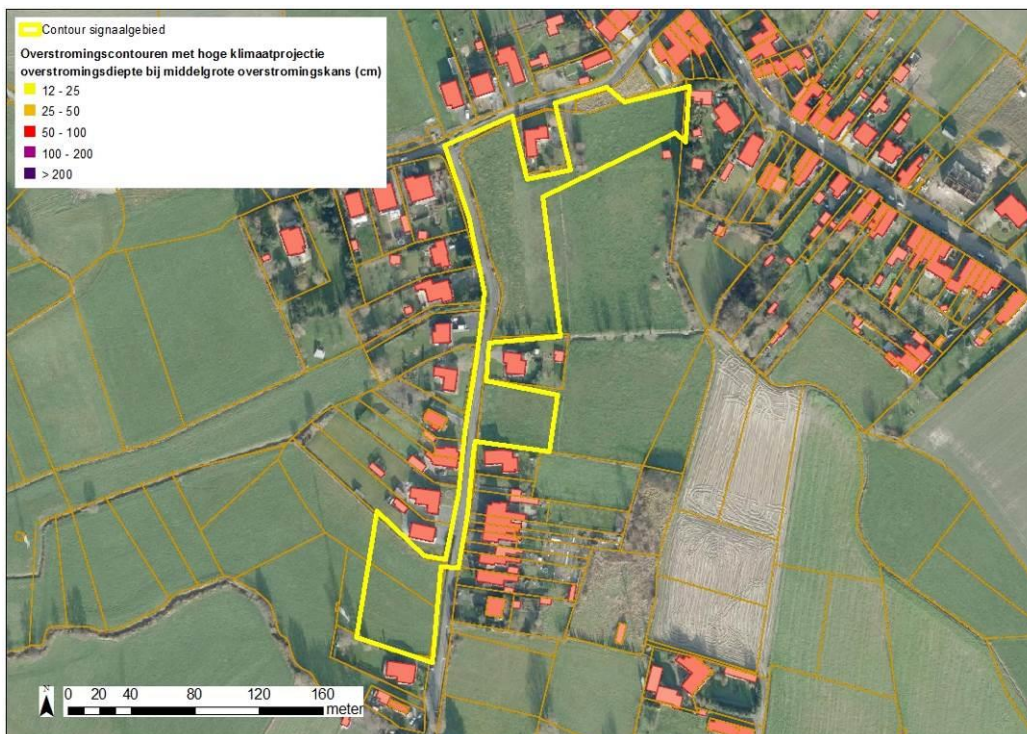 Contour signaalgebied
Overstromingscontouren met hoge klimaatprojectie
overstromingsdiepte bij middelgrote overstromingskans (cm)
12 - 25
25 - 50
50 - 100
100 - 200
> 200
N
0 20 40 80 120 160
meter